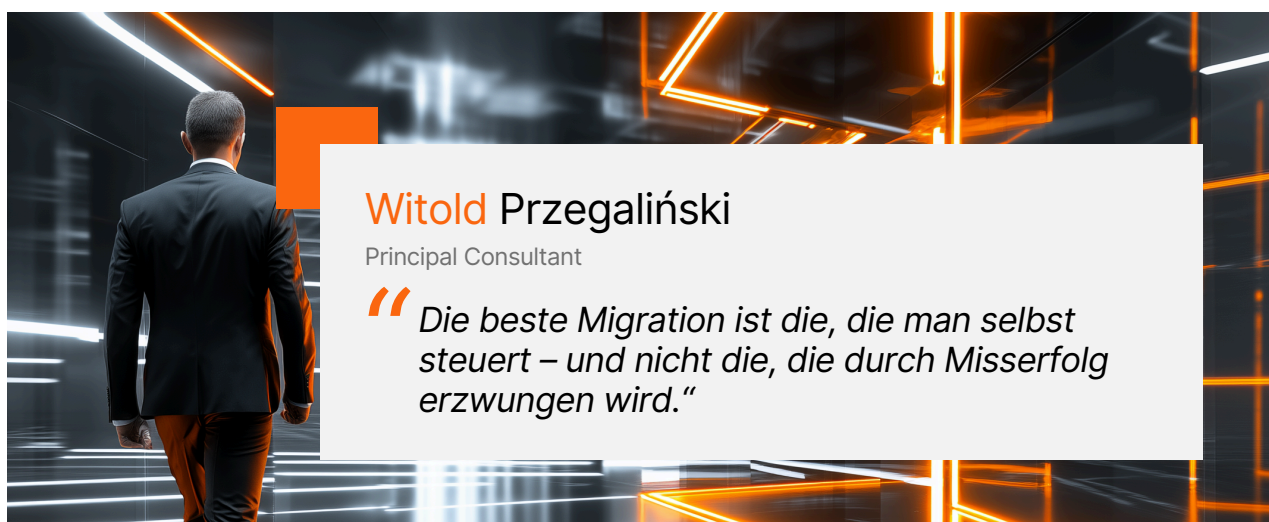 Witold Przegaliński
Principal Consultant
“Die beste Migration ist die, die man selbst
steuert – und nicht die, die durch Misserfolg
erzwungen wird.“